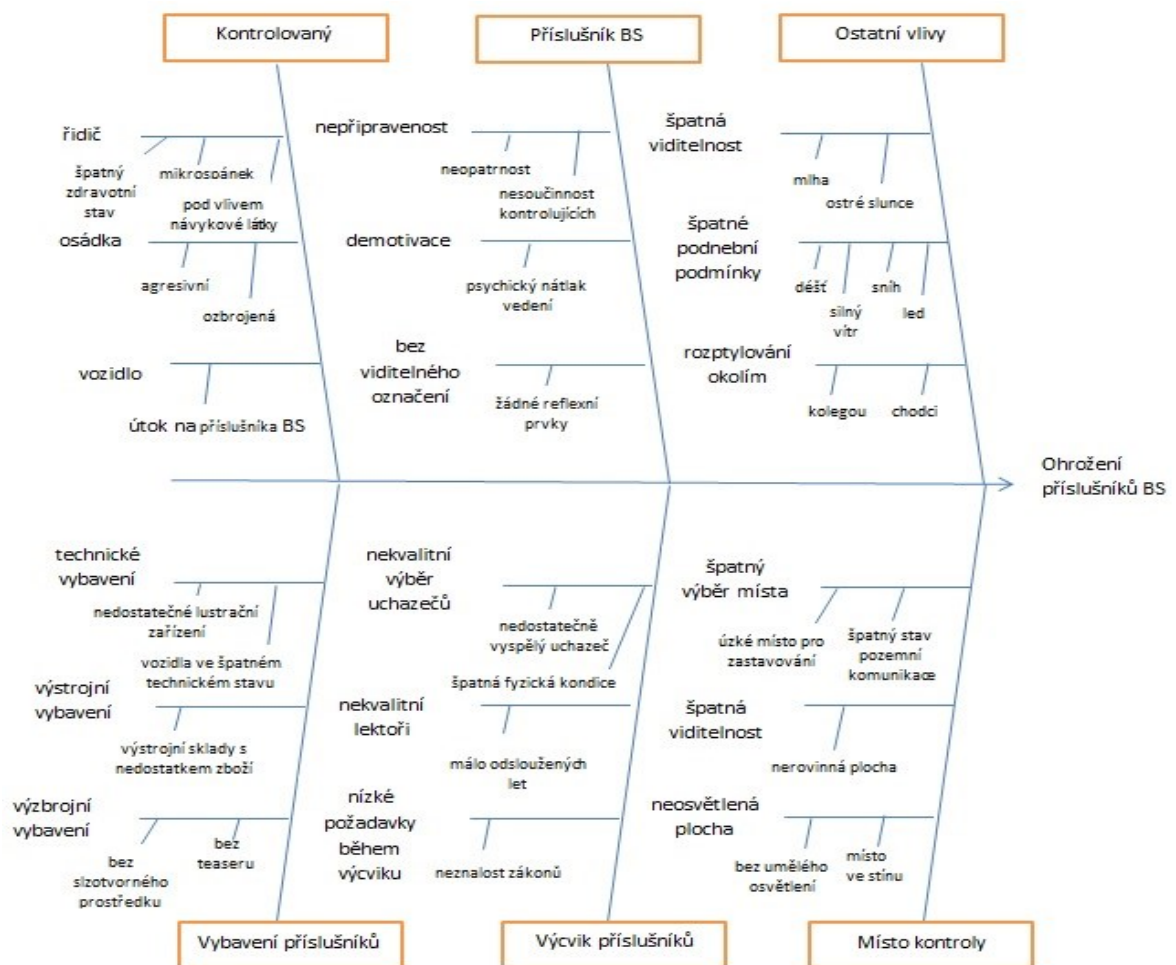 Kontrolovaný
Příslušník BS
Ostatní vlivy
řidič
špatný
zdravotní
stav
mikrospánek
pod vlivem
návykové látky
osádka
agresivní
ozbrojená
vozidlo
útok na příslušníka BS
nepřipravenost
neopatrnost
nesoučinnost
kontrolujících
demotivace
psychický nátlak
vedení
bez
viditelného
označení
žádné reflexní
prvky
špatná
viditelnost
mlha
ostré slunce
špatné
podnební
podmínky
déšť
silný
vítr
sníh
led
rozptylování
okolím
kolegou
chodci
Ohrožení
příslušníků BS
technické
vybavení
nedostatečné lustrační
zařízení
vozidla ve špatném
technickém stavu
výstrojní
vybavení
výstrojní sklady s
nedostatkem zboží
výzbrojní
vybavení
bez
slzotvorného
prostředku
bez
teaseru
nekvalitní
výběr
uchazečů
nedostatečně
vyspělý uchazeč
špatná fyzická kondice
nekvalitní
lektoři
málo odsloužených
let
nízké
požadavky
během
výcviku
neznalost zákonů
špatný
výběr místa
úzké místo pro
zastavování
špatný stav
pozemní
komunikace
špatná
viditelnost
nerovinná plocha
neosvětlená
plocha
bez umělého
osvětlení
místo
ve stínu
Vybavení příslušníků
Výcvik příslušníků
Místo kontroly